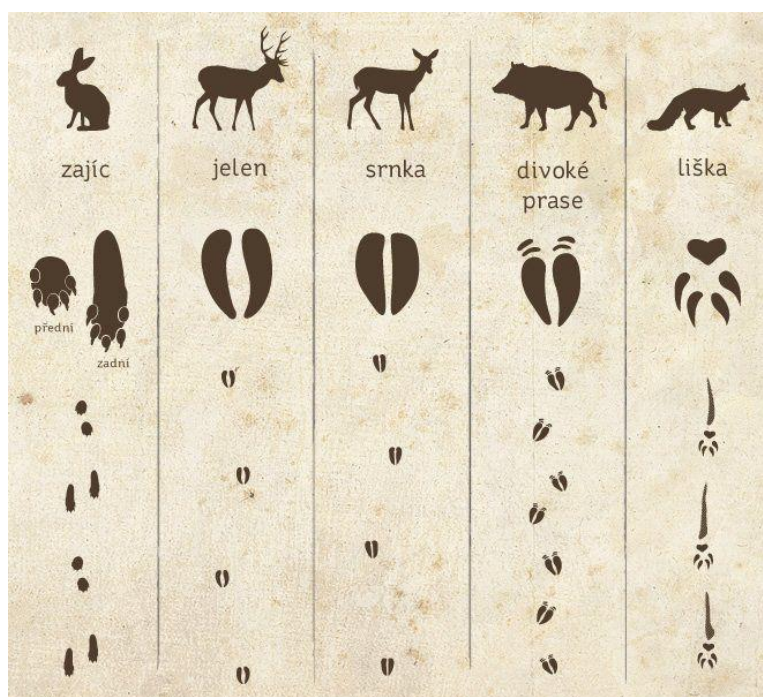 zajíc
jelen
srnka
divoké
prase
liška
přední
zadní